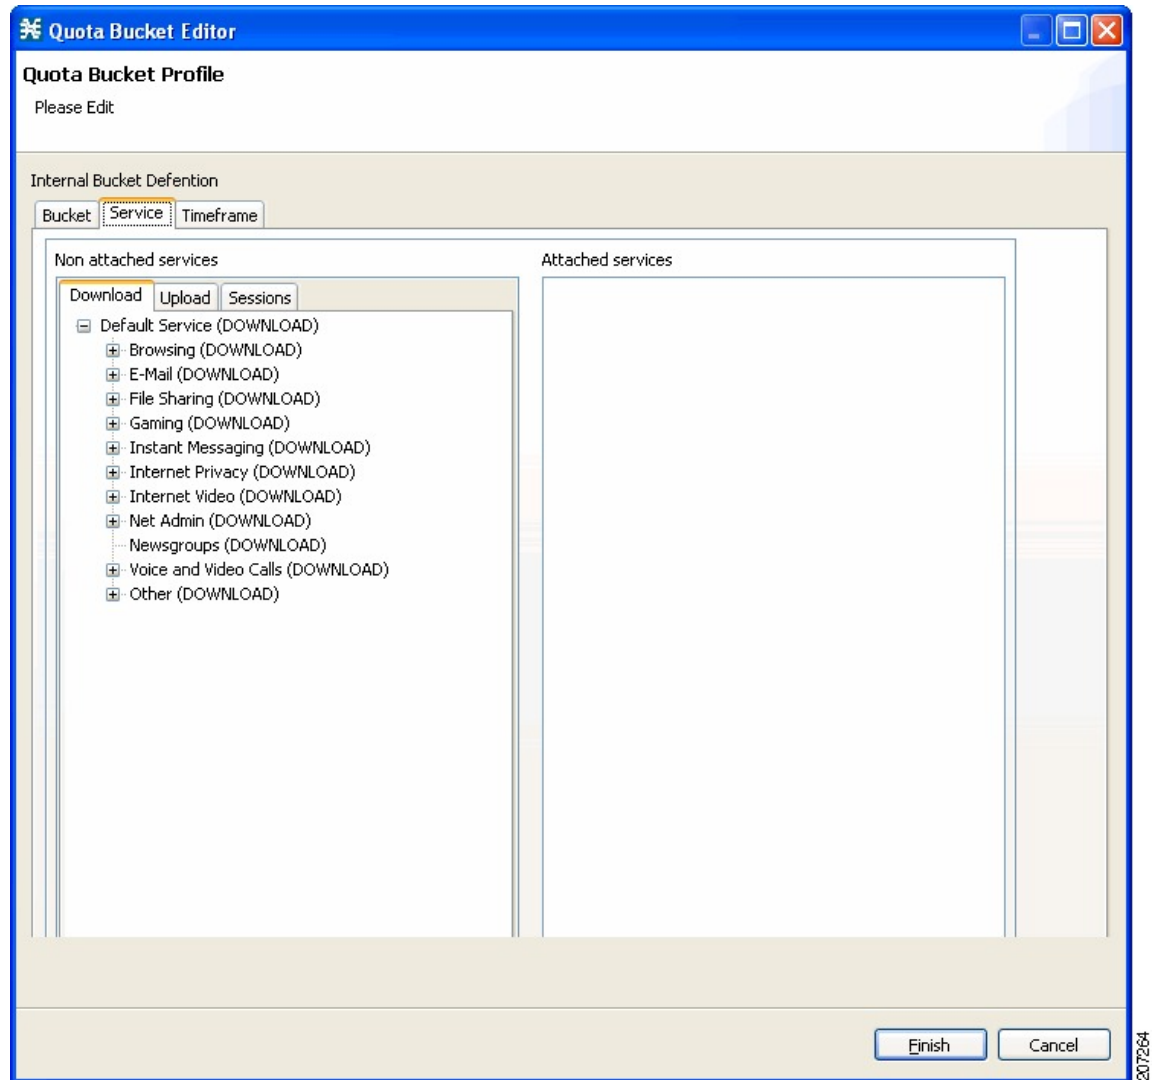 Quota Bucket Editor
Quota Bucket Profile
Please Edit
Internal Bucket Defention
Bucket Service Timeframe
Non attached services
Attached services
Download Upload Sessions
Default Service (DOWNLOAD)
Browsing (DOWNLOAD)
E-Mail (DOWNLOAD)
File Sharing (DOWNLOAD)
Gaming (DOWNLOAD)
Instant Messaging (DOWNLOAD)
Internet Privacy (DOWNLOAD)
Internet Video (DOWNLOAD)
Net Admin (DOWNLOAD)
Newsgroups (DOWNLOAD)
Voice and Video Calls (DOWNLOAD)
Other (DOWNLOAD)
Finish
Cancel
207264